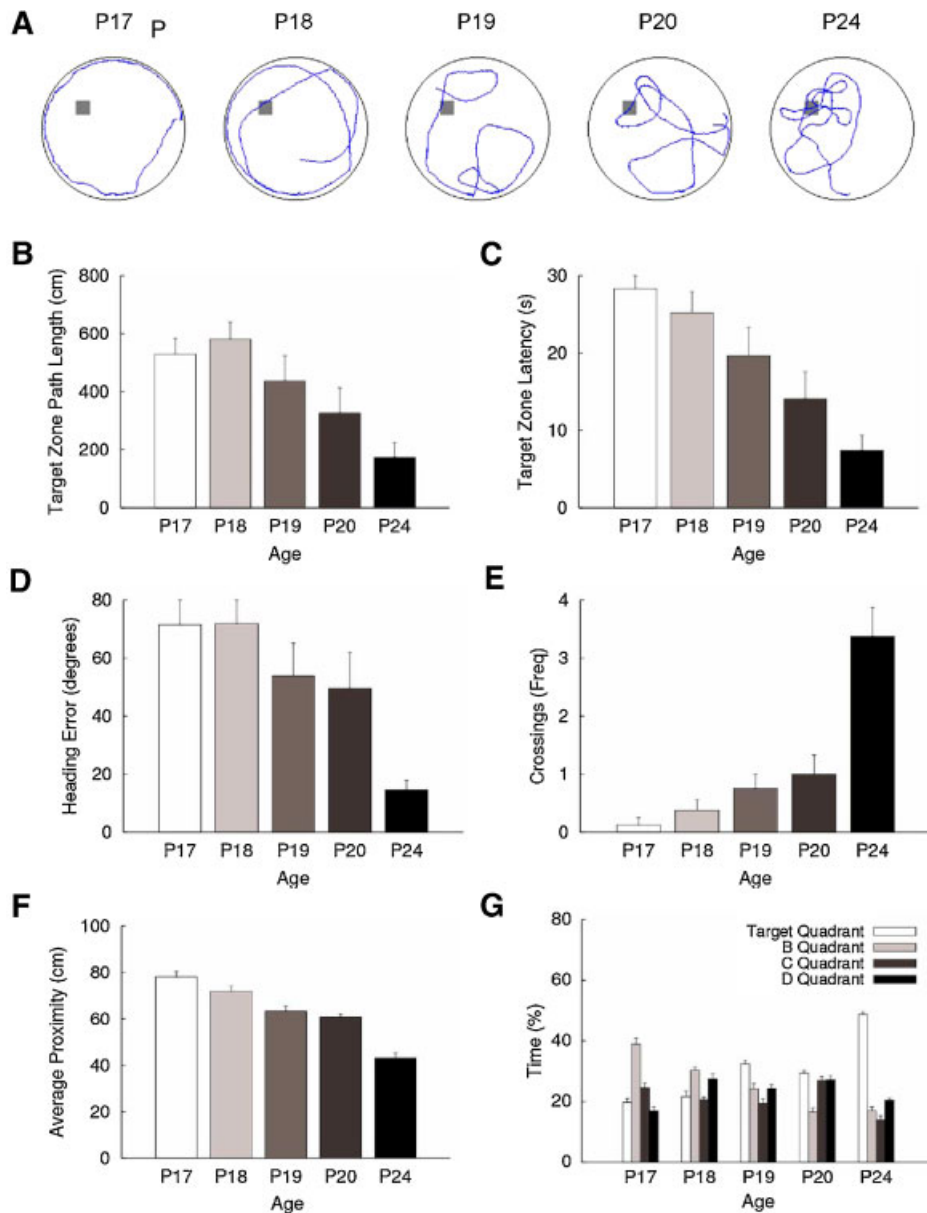 A P17 P P18 P19 P20 P24
B
Target Zone Path Length (cm)
800
600
400
200
0
P17 P18 P19 P20 P24
Age
C
Target Zone Latency (s)
30
20
10
0
P17 P18 P19 P20 P24
Age
D
Heading Error (degrees)
80
60
40
20
0
P17 P18 P19 P20 P24
Age
E
Crossings (Freq)
4
3
2
1
0
P17 P18 P19 P20 P24
Age
F
Average Proximity (cm)
100
80
60
40
20
0
P17 P18 P19 P20 P24
Age
G
Time (%)
80
60
40
20
0
Target Quadrant
B Quadrant
C Quadrant
D Quadrant
P17 P18 P19 P20 P24
Age